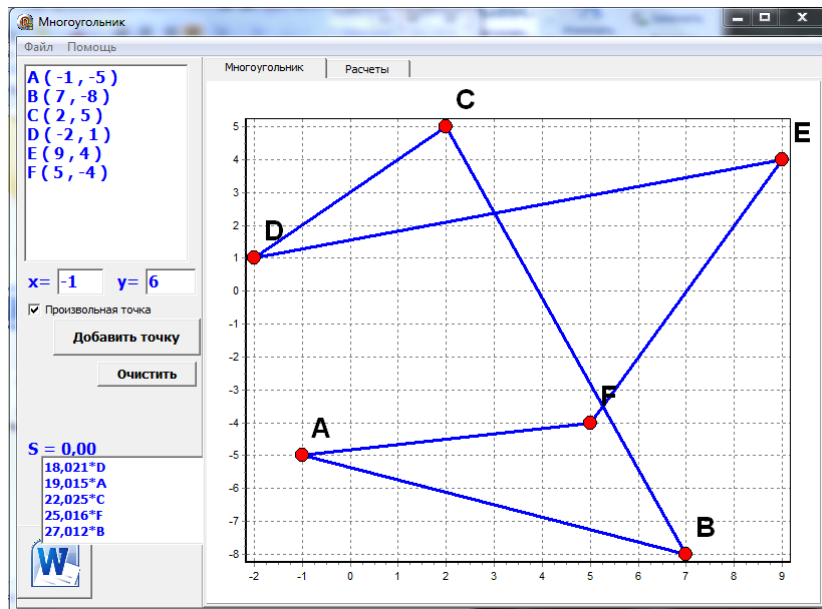 Многоугольник
Файл Помощь
A ( -1 , -5 )
B ( 7 , -8 )
C ( 2 , 5 )
D ( -2 , 1 )
E ( 9 , 4 )
F ( 5 , -4 )
x= -1 y= 6
Произвольная точка
Добавить точку
Очистить
S = 0,00
18,021*D
19,015*A
22,025*C
25,016*F
27,012*B
W
Многоугольник Расчеты
C
E
D
F
A
B
5
4
3
2
1
0
-1
-2
-3
-4
-5
-6
-7
-8
-2 -1 0 1 2 3 4 5 6 7 8 9